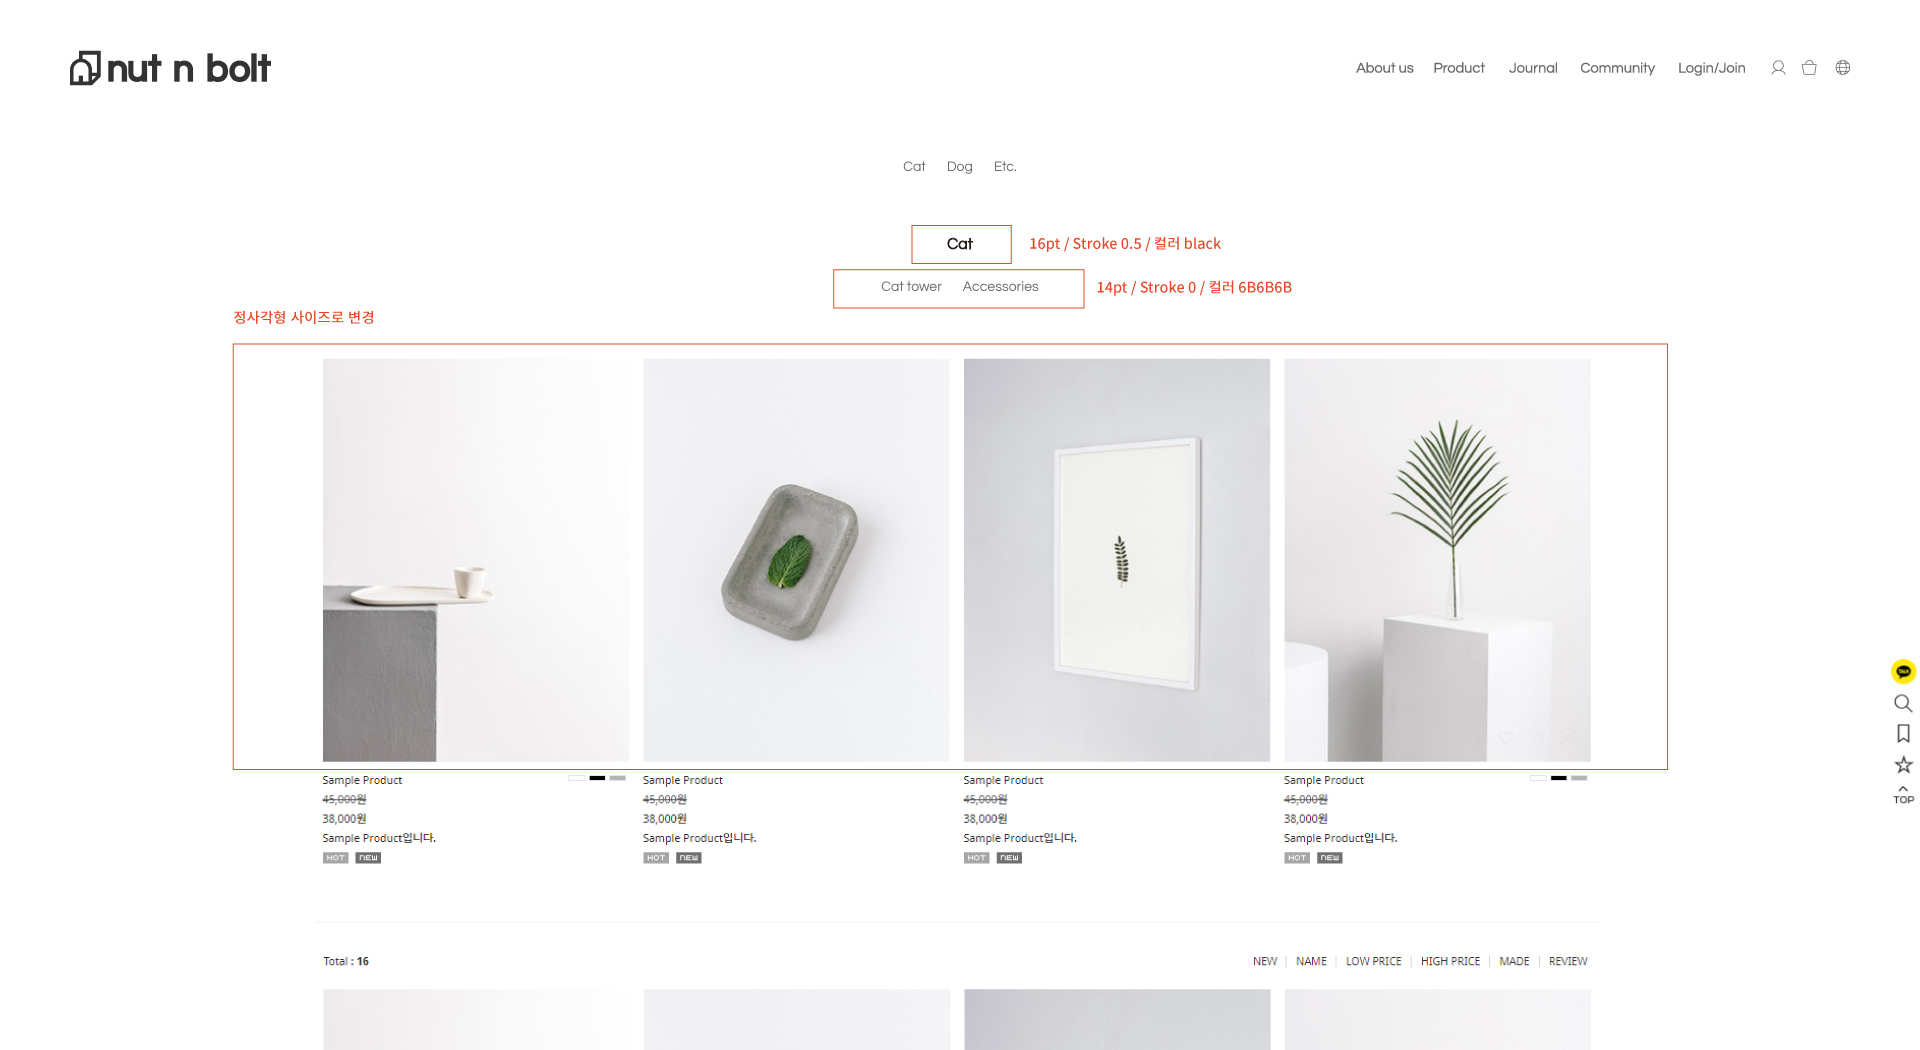 nut n bolt
About us Product Journal Community Login/Join
Cat Dog Etc.
Cat
16pt / Stroke 0.5 / 컬러 black
Cat tower Accessories
14pt / Stroke 0 / 컬러 6B6B6B
정사각형 사이즈로 변경
TALK
TOP
Sample Product Sample Product Sample Product Sample Product
45,000원 45,000원 45,000원 45,000원
38,000원 38,000원 38,000원 38,000원
Sample Product입니다. Sample Product입니다. Sample Product입니다. Sample Product입니다.
HOT NEW HOT NEW HOT NEW HOT NEW
Total : 16
NEW | NAME | LOW PRICE | HIGH PRICE | MADE | REVIEW